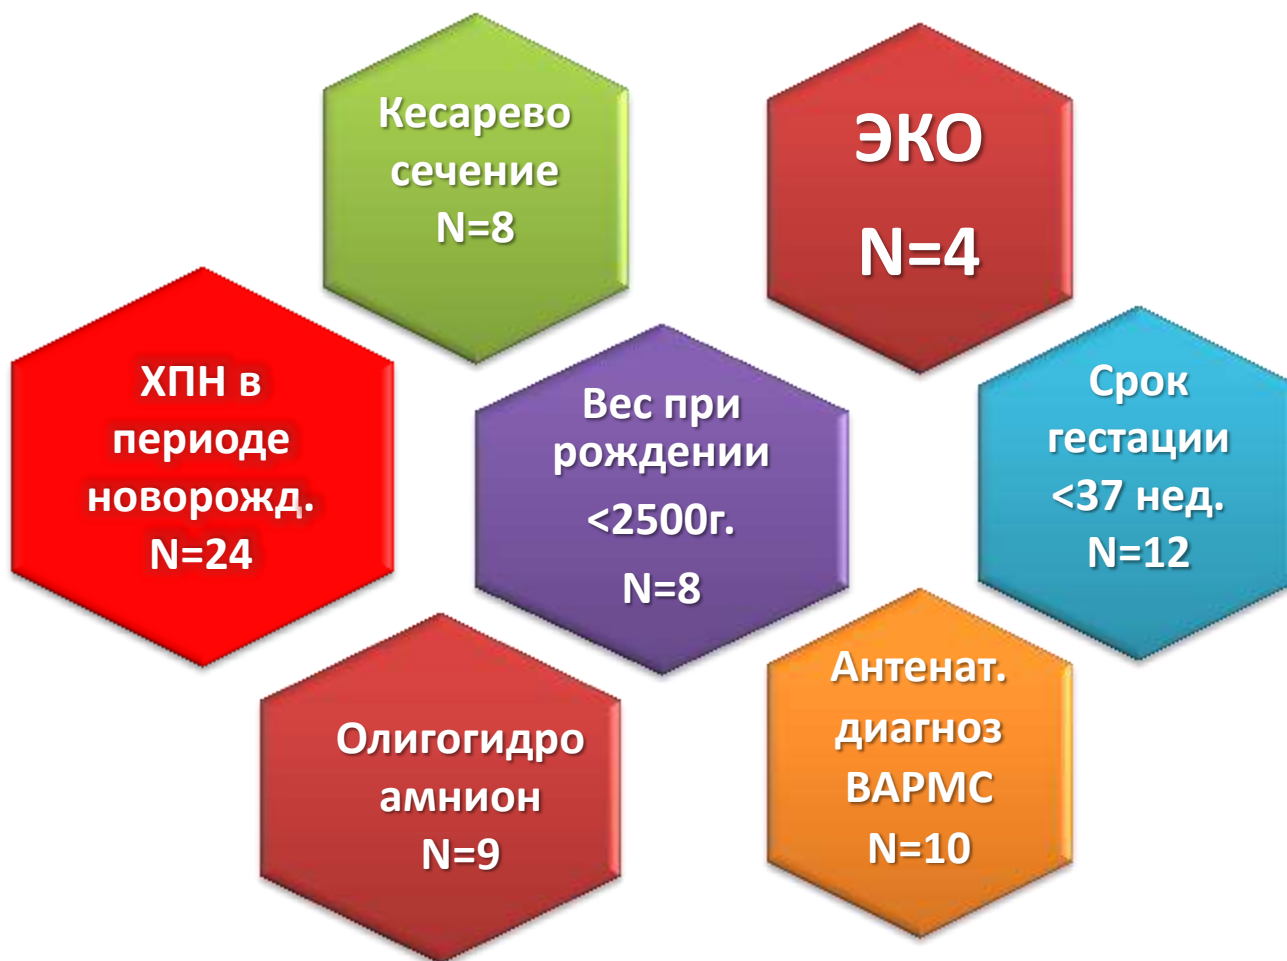 Кесарево
сечение
N=8
ЭКО
N=4
ХПН в
периоде
новорожд.
N=24
Вес при
рождении
<2500г.
N=8
Срок
гестации
<37 нед.
N=12
Олигогидро
амнион
N=9
Антенат.
диагноз
ВАРМС
N=10